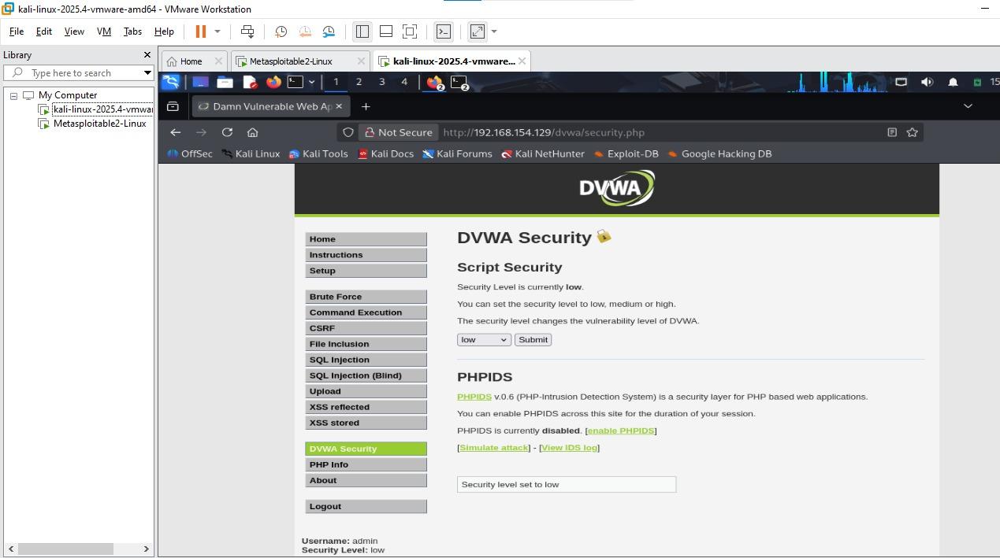 kali-linux-2025.4-vmware-amd64 - VMware Workstation
File Edit View VM Tabs Help
Library
Type here to search
My Computer
kali-linux-2025.4-vmwar
Metasploitable2-Linux
Home
Metasploitable2-Linux
kali-linux-2025.4-vmware...
1 2 3 4 2 2 15
Damn Vulnerable Web Ap
Not Secure http://192.168.154.129/dvwa/security.php
OffSec Kali Linux Kali Tools Kali Docs Kali Forums Kali NetHunter Exploit-DB Google Hacking DB
DVWA
Home
Instructions
Setup
Brute Force
Command Execution
CSRF
File Inclusion
SQL Injection
SQL Injection (Blind)
Upload
XSS reflected
XSS stored
DVWA Security
PHP Info
About
Logout
DVWA Security
Script Security
Security Level is currently low.
You can set the security level to low, medium or high.
The security level changes the vulnerability level of DVWA.
low Submit
PHPIDS
PHPIDS v.0.6 (PHP-Intrusion Detection System) is a security layer for PHP based web applications.
You can enable PHPIDS across this site for the duration of your session.
PHPIDS is currently disabled. [enable PHPIDS]
[Simulate attack] - [View IDS log]
Security level set to low
Username: admin
Security Level: low